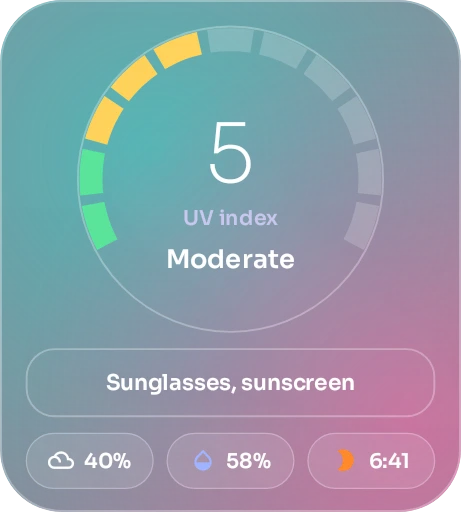 5
UV index
Moderate
Sunglasses, sunscreen
40%
58%
6:41